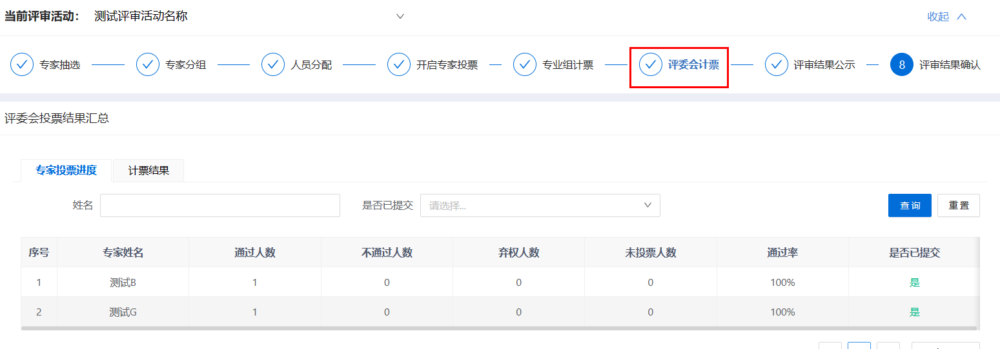 当前评审活动： 测试评审活动名称 收起
专家抽选 专家分组 人员分配 开启专家投票 专业组计票 评委会计票 评审结果公示 8 评审结果确认
评委会投票结果汇总
专家投票进度 计票结果
姓名 是否已提交 请选择... 查询 重置
序号 专家姓名 通过人数 不通过人数 弃权人数 未投票人数 通过率 是否已提交
1 测试B 1 0 0 0 100% 是
2 测试G 1 0 0 0 100% 是